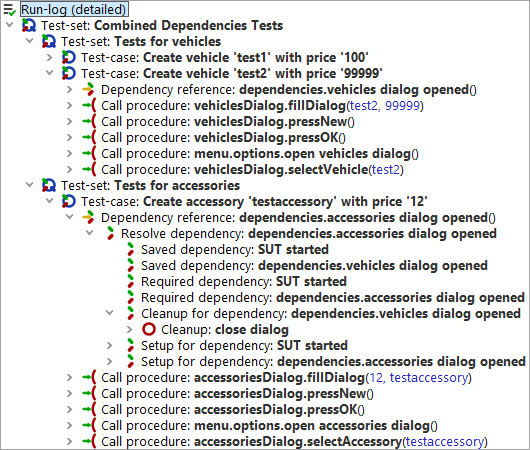 Run-log (detailed)
Test-set: Combined Dependencies Tests
Test-set: Tests for vehicles
Test-case: Create vehicle 'test1' with price '100'
Test-case: Create vehicle 'test2' with price '99999'
Dependency reference: dependencies.vehicles dialog opened()
Call procedure: vehiclesDialog.fillDialog(test2, 99999)
Call procedure: vehiclesDialog.pressNew()
Call procedure: vehiclesDialog.pressOK()
Call procedure: menu.options.open vehicles dialog()
Call procedure: vehiclesDialog.selectVehicle(test2)
Test-set: Tests for accessories
Test-case: Create accessory 'testaccessory' with price '12'
Dependency reference: dependencies.accessories dialog opened()
Resolve dependency: dependencies.accessories dialog opened
Saved dependency: SUT started
Saved dependency: dependencies.vehicles dialog opened
Required dependency: SUT started
Required dependency: dependencies.accessories dialog opened
Cleanup for dependency: dependencies.vehicles dialog opened
Cleanup: close dialog
Setup for dependency: SUT started
Setup for dependency: dependencies.accessories dialog opened
Call procedure: accessoriesDialog.fillDialog(12, testaccessory)
Call procedure: accessoriesDialog.pressNew()
Call procedure: accessoriesDialog.pressOK()
Call procedure: menu.options.open accessories dialog()
Call procedure: accessoriesDialog.selectAccessory(testaccessory)